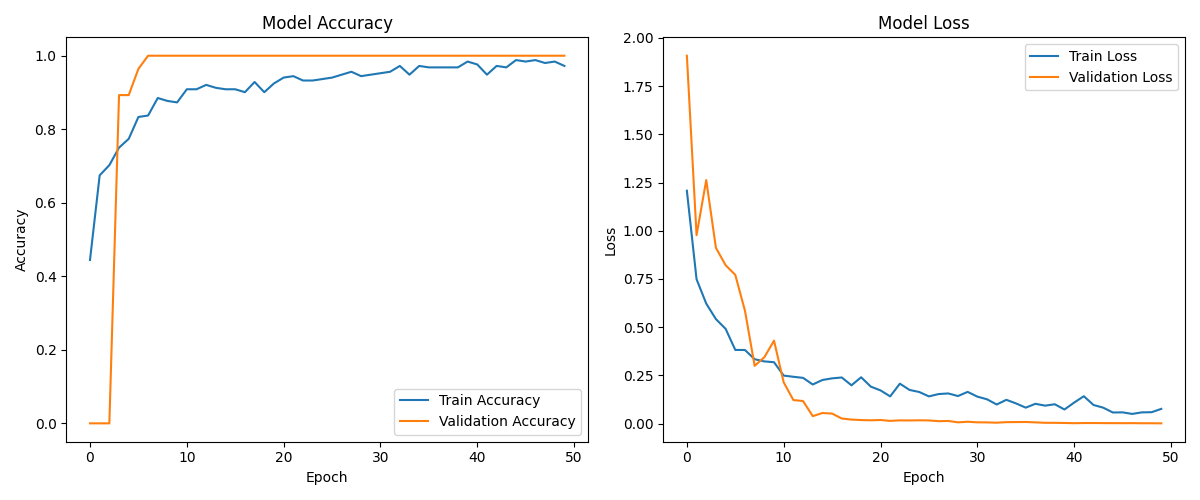 Model Accuracy
Accuracy
1.0
0.8
0.6
0.4
0.2
0.0
Train Accuracy
Validation Accuracy
0 10 20 30 40 50
Epoch
Model Loss
Loss
2.00
1.75
1.50
1.25
1.00
0.75
0.50
0.25
0.00
Train Loss
Validation Loss
0 10 20 30 40 50
Epoch